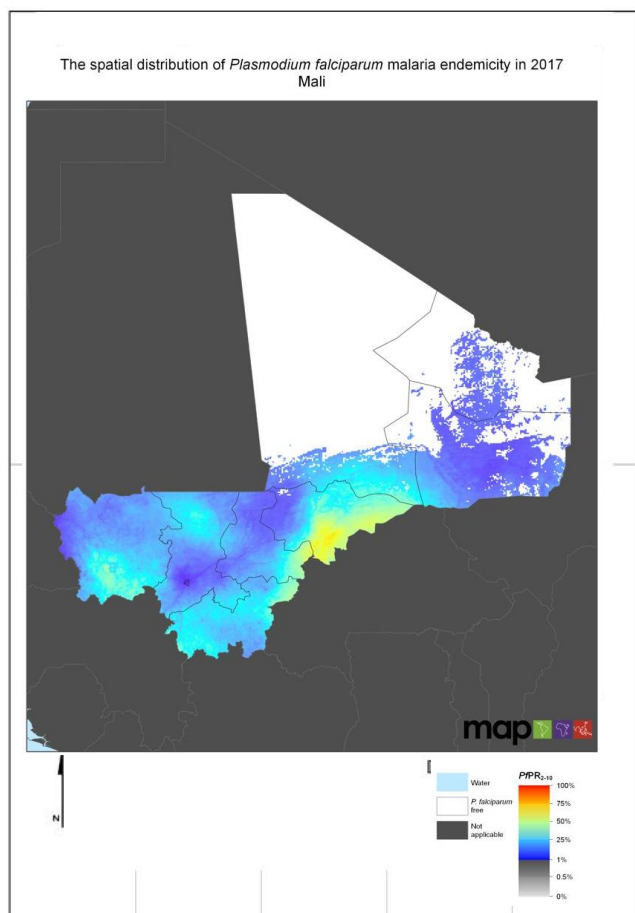 The spatial distribution of Plasmodium falciparum malaria endemicity in 2017
Mali
map
N
Water
P. falciparum
free
Not
applicable
PfPR2-10
100%
75%
50%
25%
1%
0.5%
0%